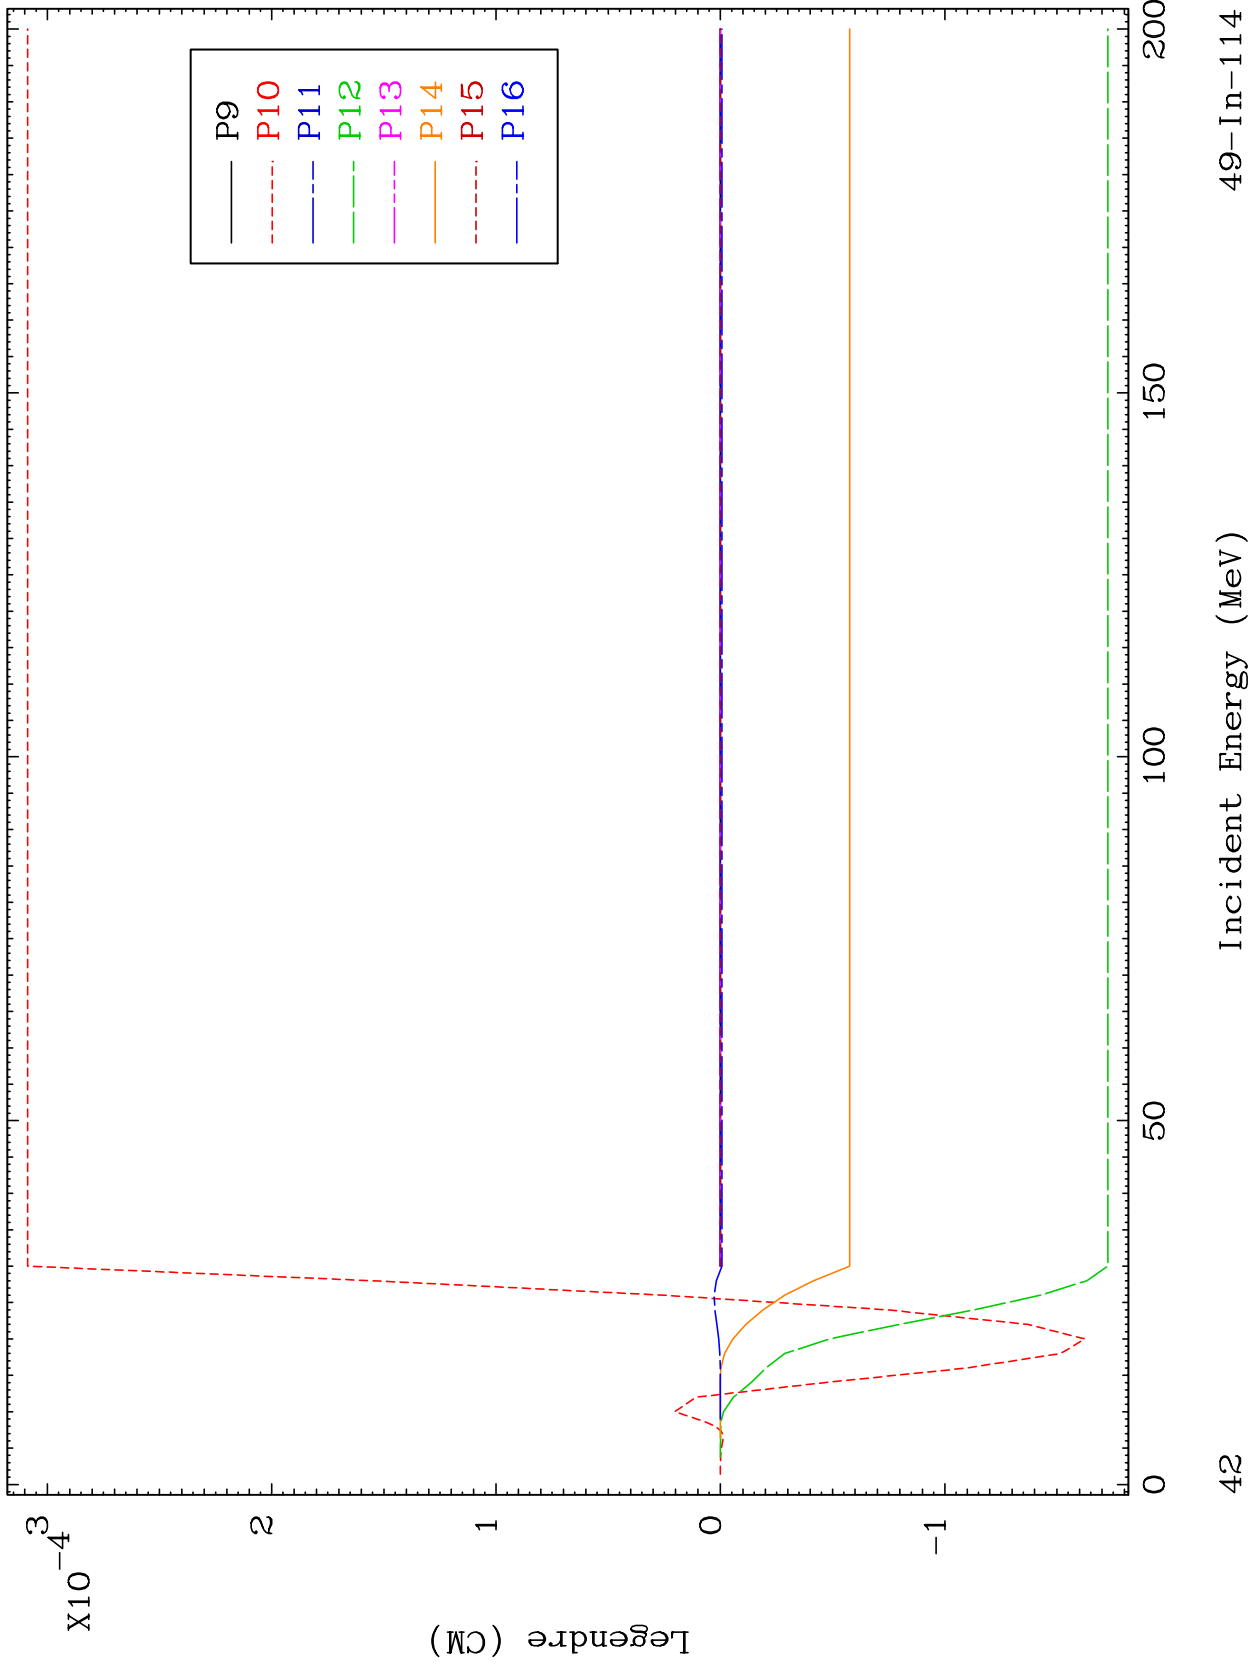 3
X10
-4
2
1
0
-1
Legendre (CM)
P9
P10
P11
P12
P13
P14
P15
P16
0
50
100
150
200
42
Incident Energy (MeV)
49-In-114